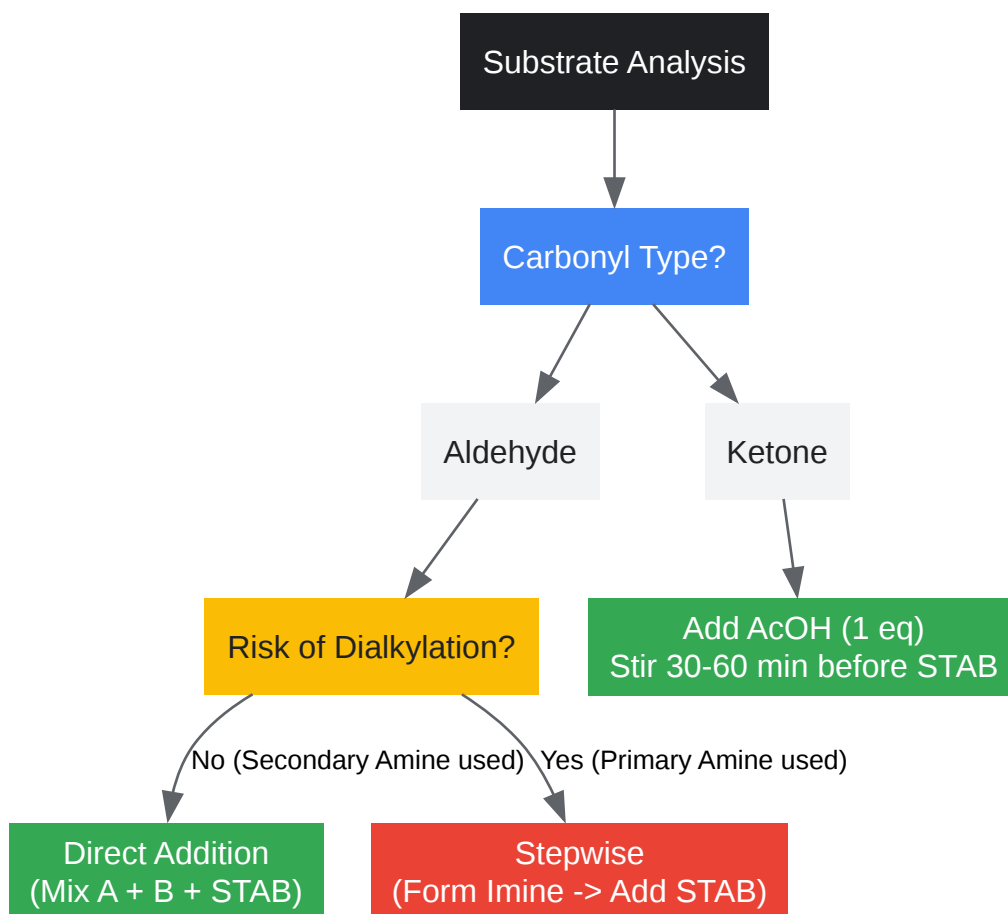 Substrate Analysis
Carbonyl Type?
Aldehyde
Ketone
Risk of Dialkylation?
Add AcOH (1 eq)
Stir 30-60 min before STAB
No (Secondary Amine used)
Yes (Primary Amine used)
Direct Addition
(Mix A + B + STAB)
Stepwise
(Form Imine -> Add STAB)